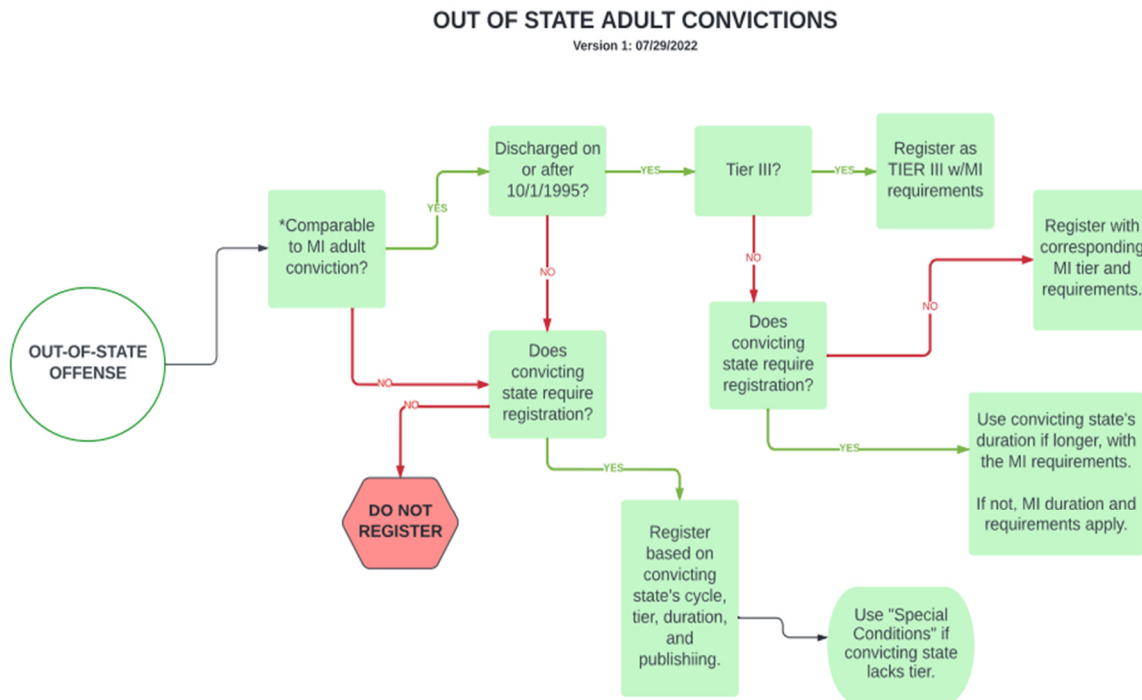 OUT OF STATE ADULT CONVICTIONS
Version 1: 07/29/2022
Discharged on
or after
10/1/1995?
YES
Tier III?
YES
Register as
TIER III w/MI
requirements
*Comparable
to MI adult
conviction?
YES
NO
NO
Register with
corresponding
MI tier and
requirements.
NO
OUT-OF-STATE
OFFENSE
NO
Does
convicting
state require
registration?
Does
convicting
state require
registration?
NO
YES
YES
Use convicting state's
duration if longer, with
the MI requirements.
If not, MI duration and
requirements apply.
DO NOT
REGISTER
Register
based on
convicting
state's cycle,
tier, duration,
and
publishiing.
Use "Special
Conditions" if
convicting state
lacks tier.